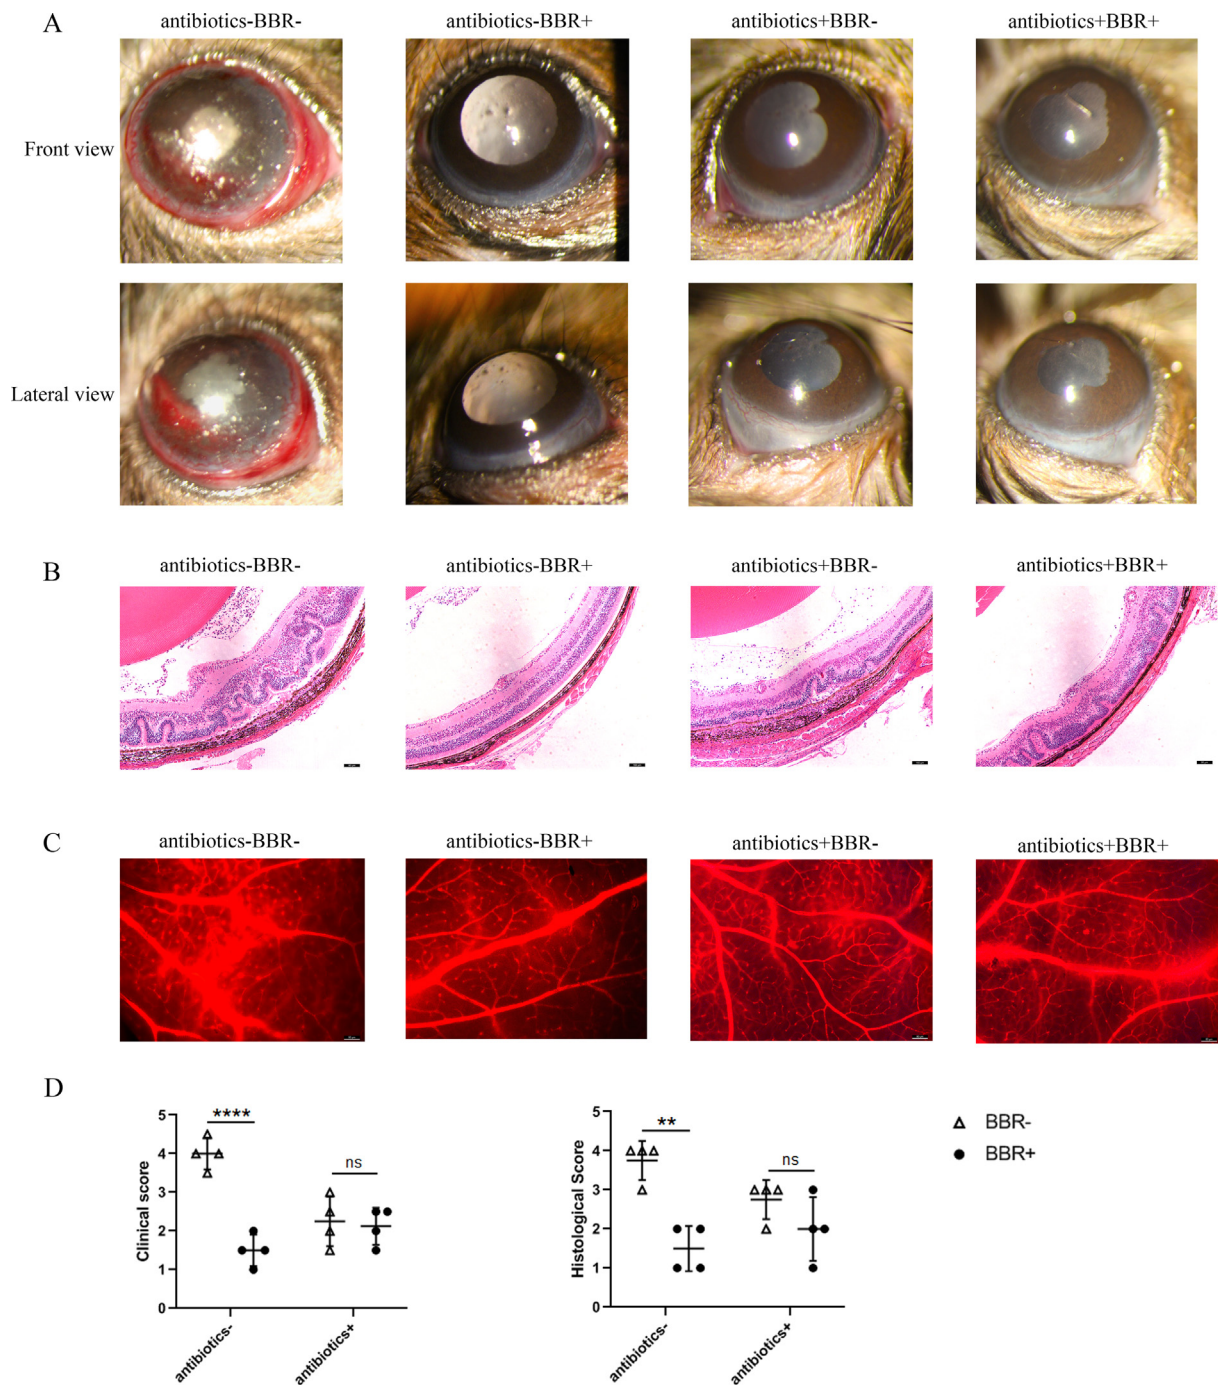 A
antibiotics-BBR-
antibiotics-BBR+
antibiotics+BBR-
antibiotics+BBR+
Front view
Lateral view
B
antibiotics-BBR-
antibiotics-BBR+
antibiotics+BBR-
antibiotics+BBR+
C
antibiotics-BBR-
antibiotics-BBR+
antibiotics+BBR-
antibiotics+BBR+
D
Clinical score
5
4
3
2
1
0
****
ns
antibiotics-
antibiotics+
Histological Score
5
4
3
2
1
0
**
ns
antibiotics-
antibiotics+
BBR-
BBR+